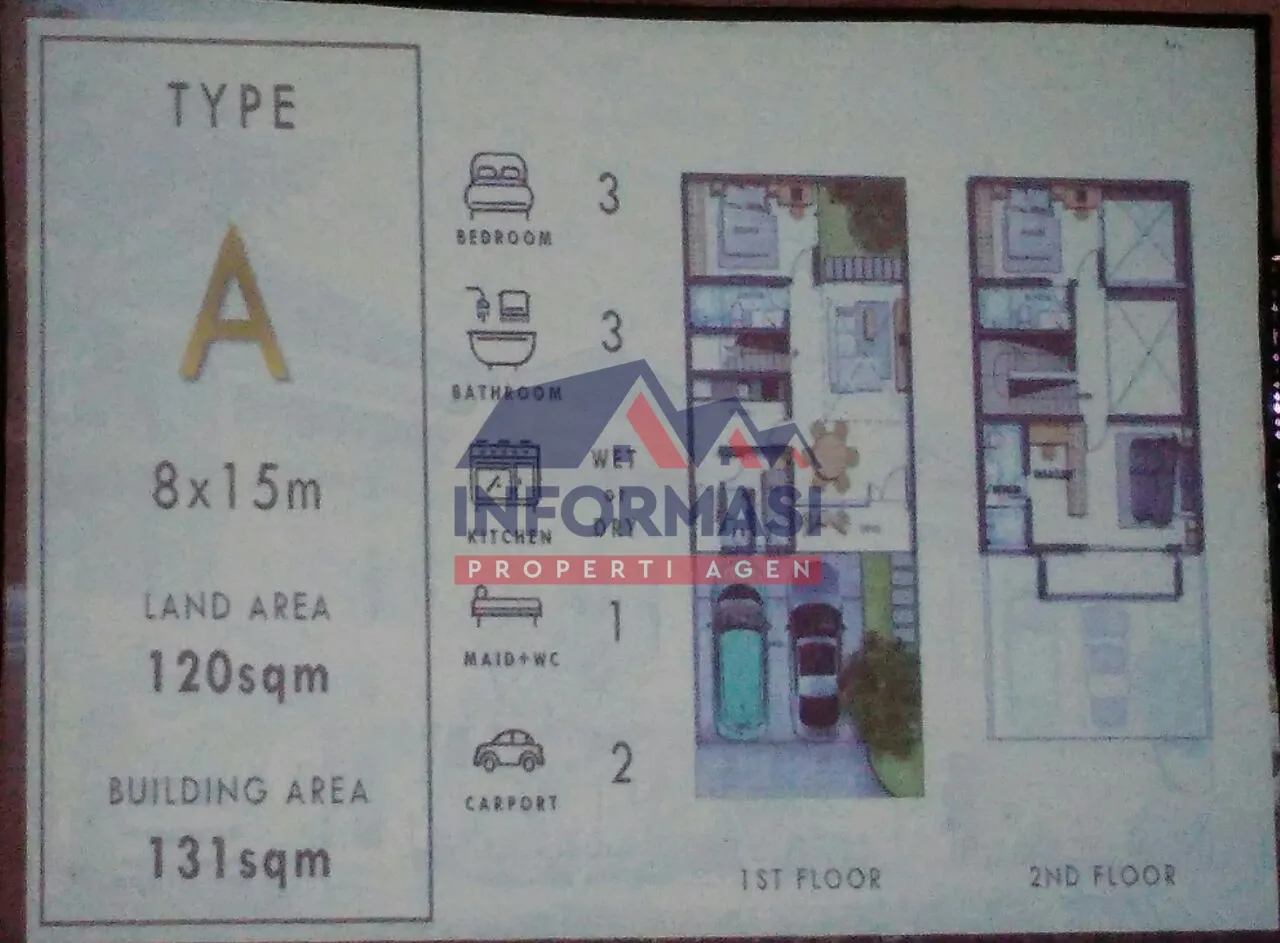 TYPE
A
8x15m
LAND AREA
120sqm
BUILDING AREA
131sqm
3
BEDROOM
3
BATHROOM
WET
DRY
KITCHEN
1
MAID+WC
2
CARPORT
INFORMASI
PROPERTI AGEN
1ST FLOOR
2ND FLOOR